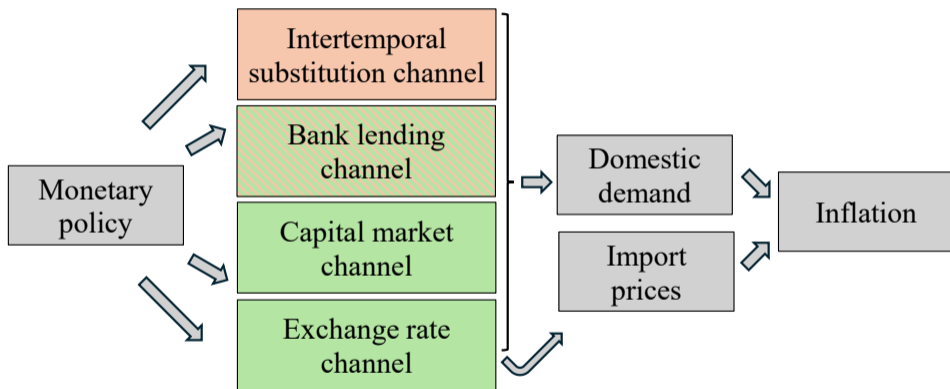 Intertemporal
substitution channel
Bank lending
channel
Monetary
policy
Capital market
channel
Exchange rate
channel
Domestic
demand
Import
prices
Inflation